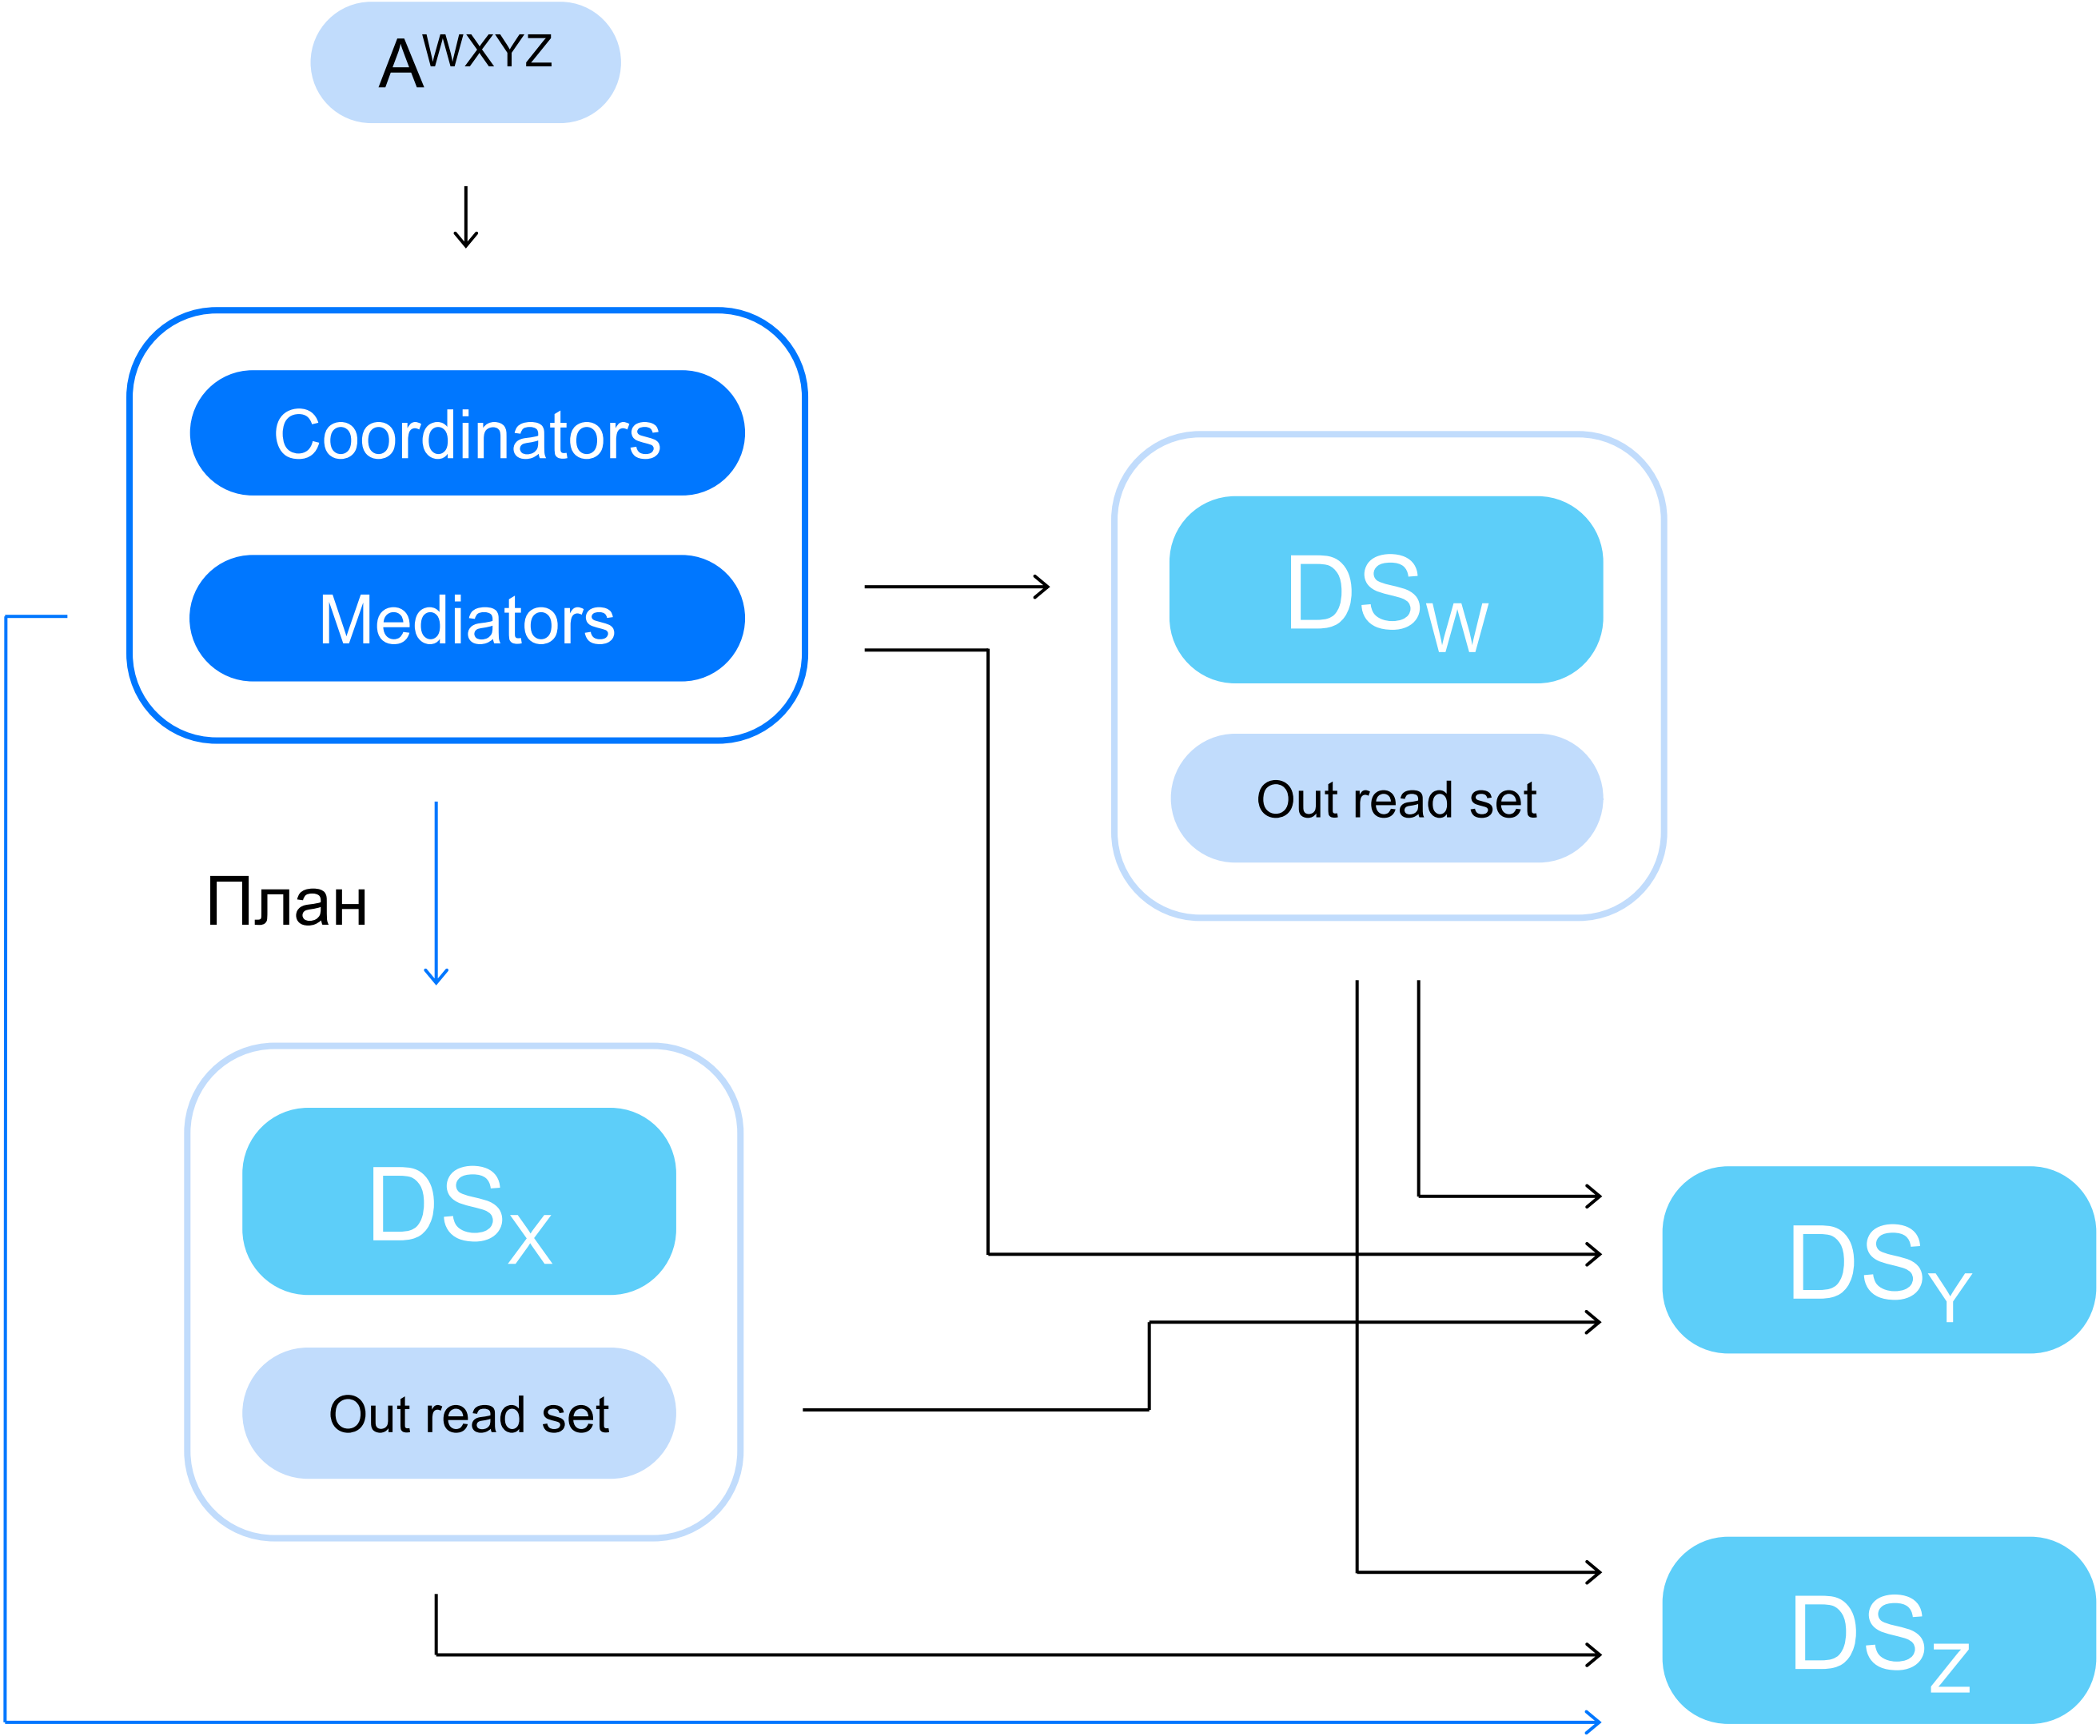 AWXYZ
Coordinators
Mediators
DSW
Out read set
План
DSX
Out read set
DSY
DSZ